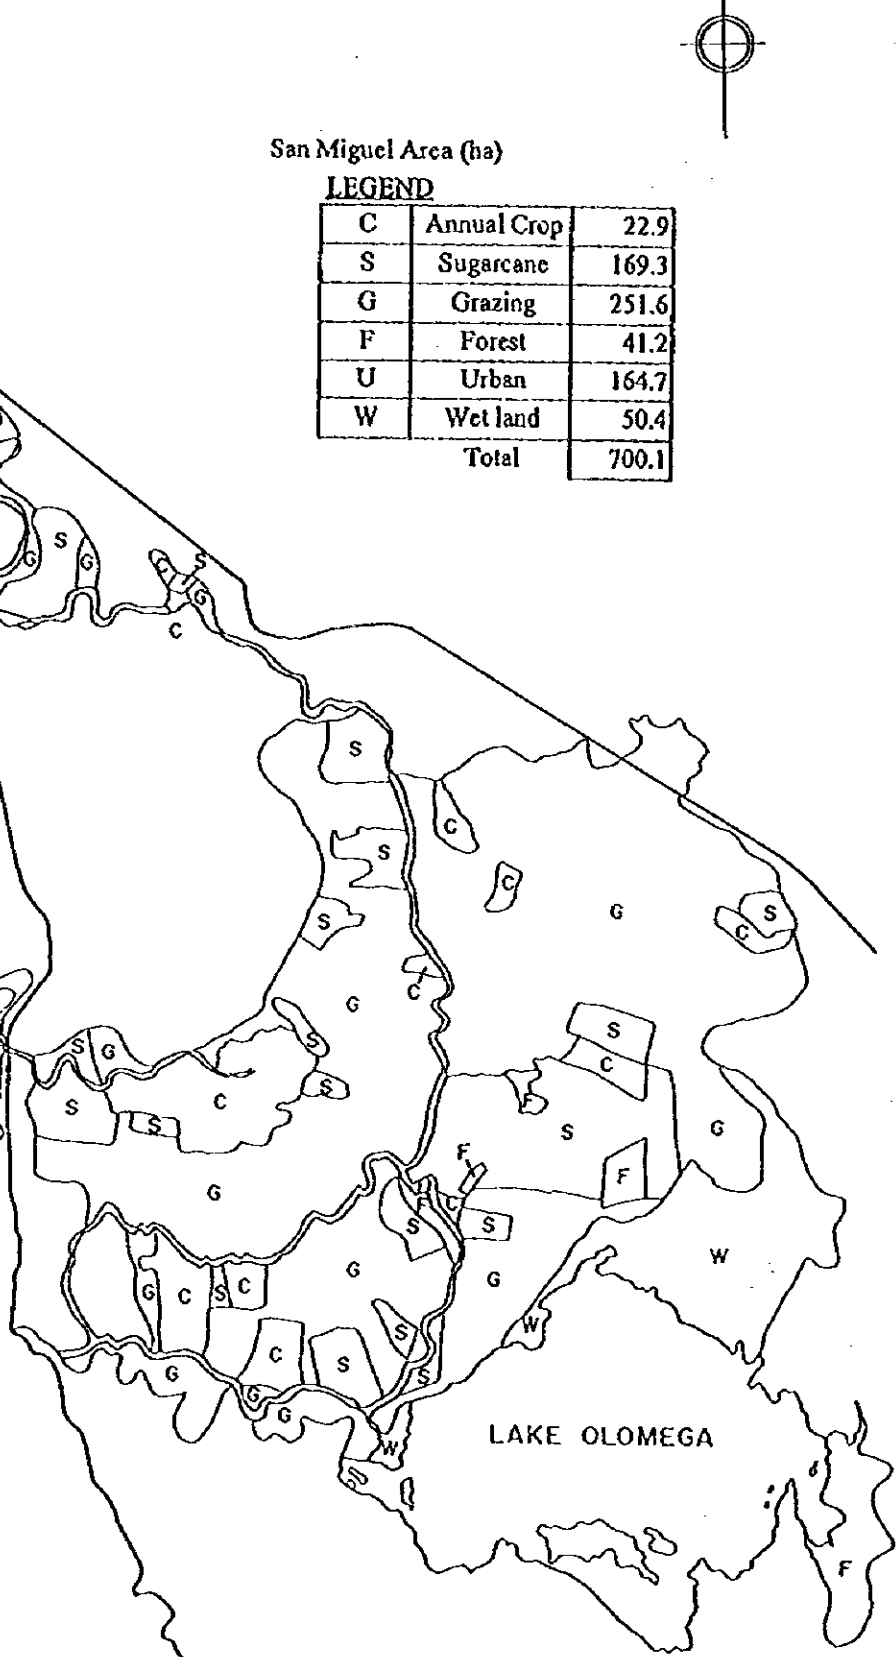 San Miguel Area (ha)
LEGEND
C Annual Crop 22.9
S Sugarcane 169.3
G Grazing 251.6
F Forest 41.2
U Urban 164.7
W Wet land 50.4
Total 700.1
S
G
G
S
C
G
C
S
C
S
C
S
C
G
S
C
G
C
S
S
C
S
G
S
C
S
F
S
S
G
F
F
G
F
C
S
S
W
G
G
G
C
S
C
W
S
C
S
G
S
G
G
LAKE OLOMEGA
W
F